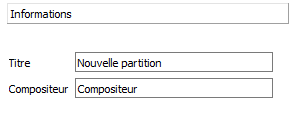 Informations
Titre Nouvelle partition
Compositeur Compositeur